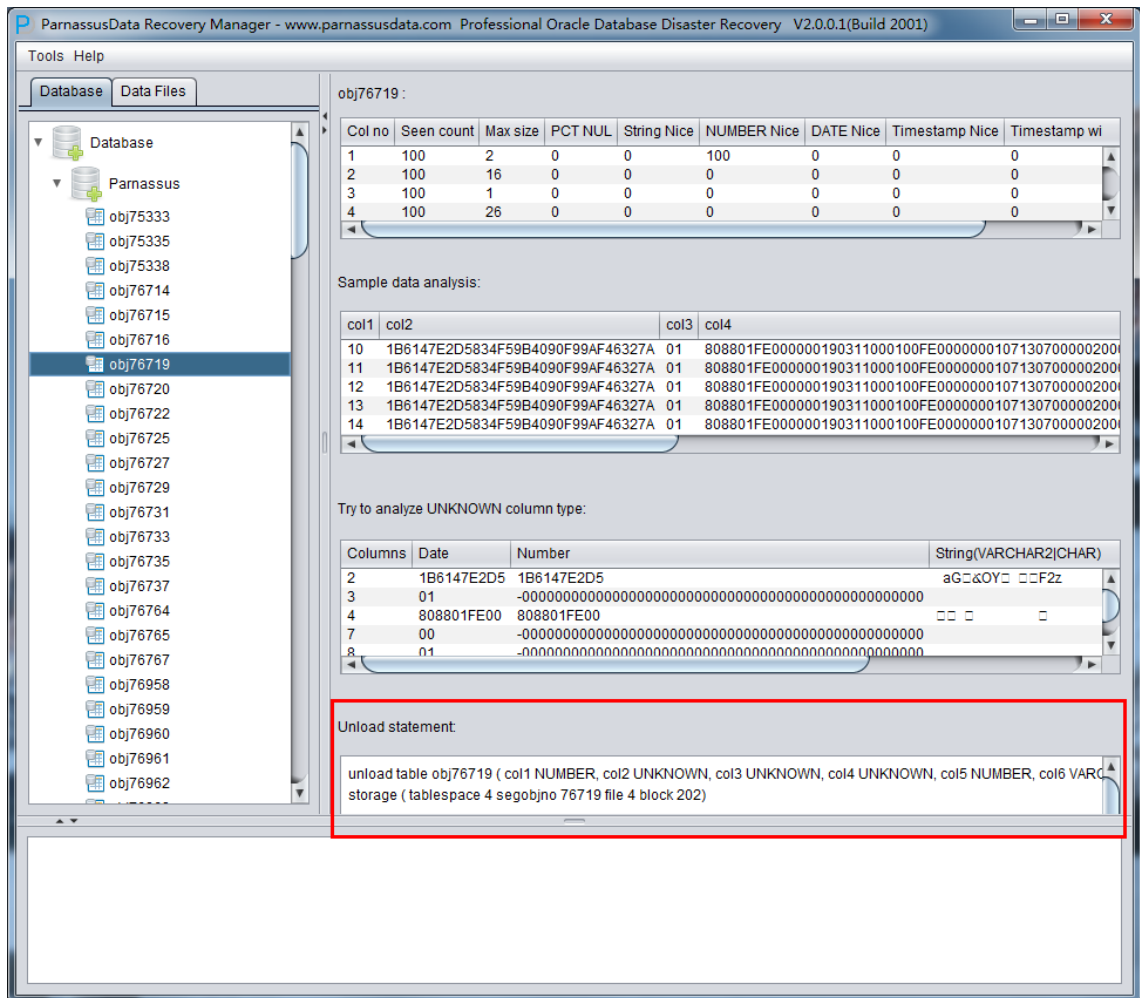 ParnassusData Recovery Manager - www.parnassusdata.com Professional Oracle Database Disaster Recovery V2.0.0.1(Build 2001)
Tools Help
Database Data Files
Database
Parnassus
obj75333
obj75335
obj75338
obj76714
obj76715
obj76716
obj76719
obj76720
obj76722
obj76725
obj76727
obj76729
obj76731
obj76733
obj76735
obj76737
obj76764
obj76765
obj76767
obj76958
obj76959
obj76960
obj76961
obj76962
obj76719 :
Col no Seen count Max size PCT NUL String Nice NUMBER Nice DATE Nice Timestamp Nice Timestamp wi
1 100 2 0 0 100 0 0 0
2 100 16 0 0 0 0 0 0
3 100 1 0 0 0 0 0 0
4 100 26 0 0 0 0 0 0
Sample data analysis:
col1 col2 col3 col4
10 1B6147E2D5834F59B4090F99AF46327A 01 808801FE000000190311000100FE0000000107130700000200
11 1B6147E2D5834F59B4090F99AF46327A 01 808801FE000000190311000100FE0000000107130700000200
12 1B6147E2D5834F59B4090F99AF46327A 01 808801FE000000190311000100FE0000000107130700000200
13 1B6147E2D5834F59B4090F99AF46327A 01 808801FE000000190311000100FE0000000107130700000200
14 1B6147E2D5834F59B4090F99AF46327A 01 808801FE000000190311000100FE0000000107130700000200
Try to analyze UNKNOWN column type:
Columns Date Number String(VARCHAR2|CHAR)
2 1B6147E2D5 1B6147E2D5
3 01
4 808801FE00 808801FE00
7 00
8 01
Unload statement:
unload table obj76719 ( col1 NUMBER, col2 UNKNOWN, col3 UNKNOWN, col4 UNKNOWN, col5 NUMBER, col6 VARC
storage ( tablespace 4 segobjno 76719 file 4 block 202)